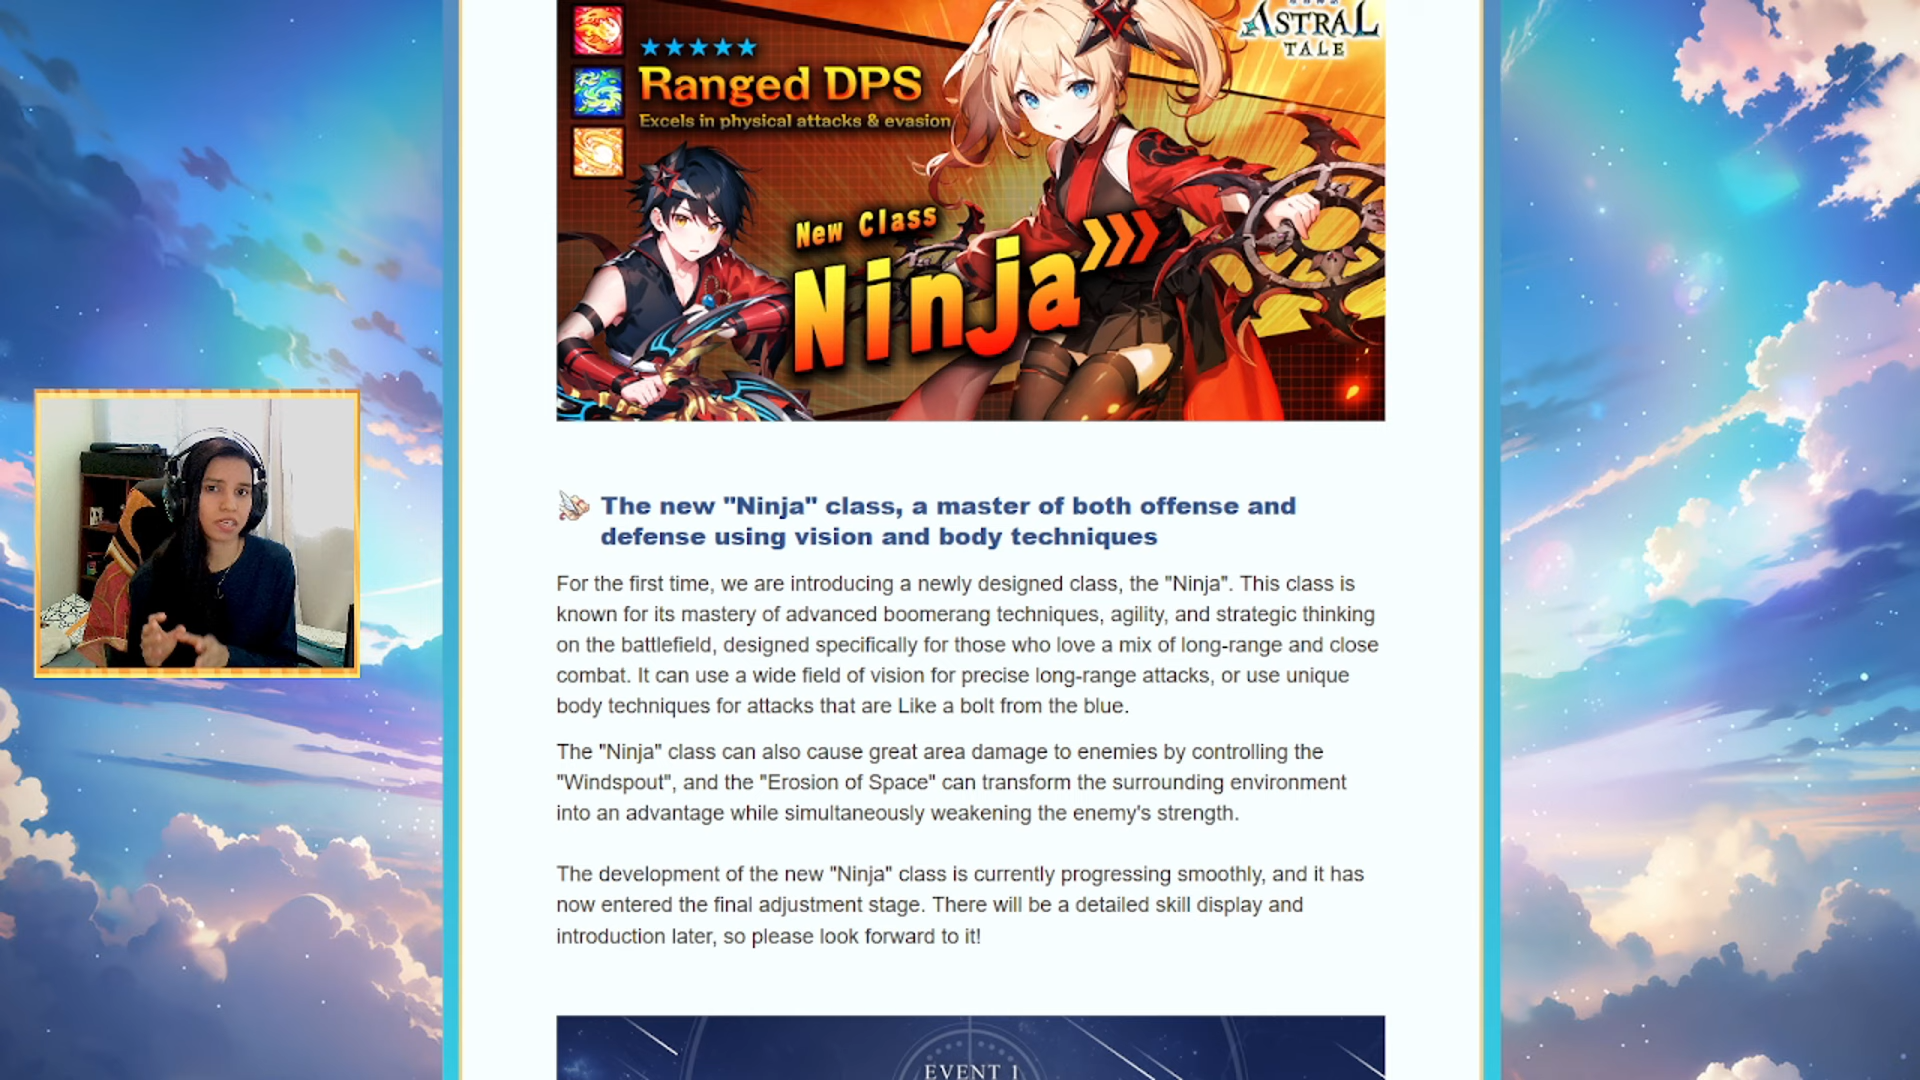 ASTRAL
TALE
Ranged DPS
Excels in physical attacks & evasion
New Class
Ninja
The new "Ninja" class, a master of both offense and
defense using vision and body techniques
For the first time, we are introducing a newly designed class, the "Ninja". This class is
known for its mastery of advanced boomerang techniques, agility, and strategic thinking
on the battlefield, designed specifically for those who love a mix of long-range and close
combat. It can use a wide field of vision for precise long-range attacks, or use unique
body techniques for attacks that are Like a bolt from the blue.
The "Ninja" class can also cause great area damage to enemies by controlling the
"Windspout", and the "Erosion of Space" can transform the surrounding environment
into an advantage while simultaneously weakening the enemy's strength.
The development of the new "Ninja" class is currently progressing smoothly, and it has
now entered the final adjustment stage. There will be a detailed skill display and
introduction later, so please look forward to it!
EVENT 1